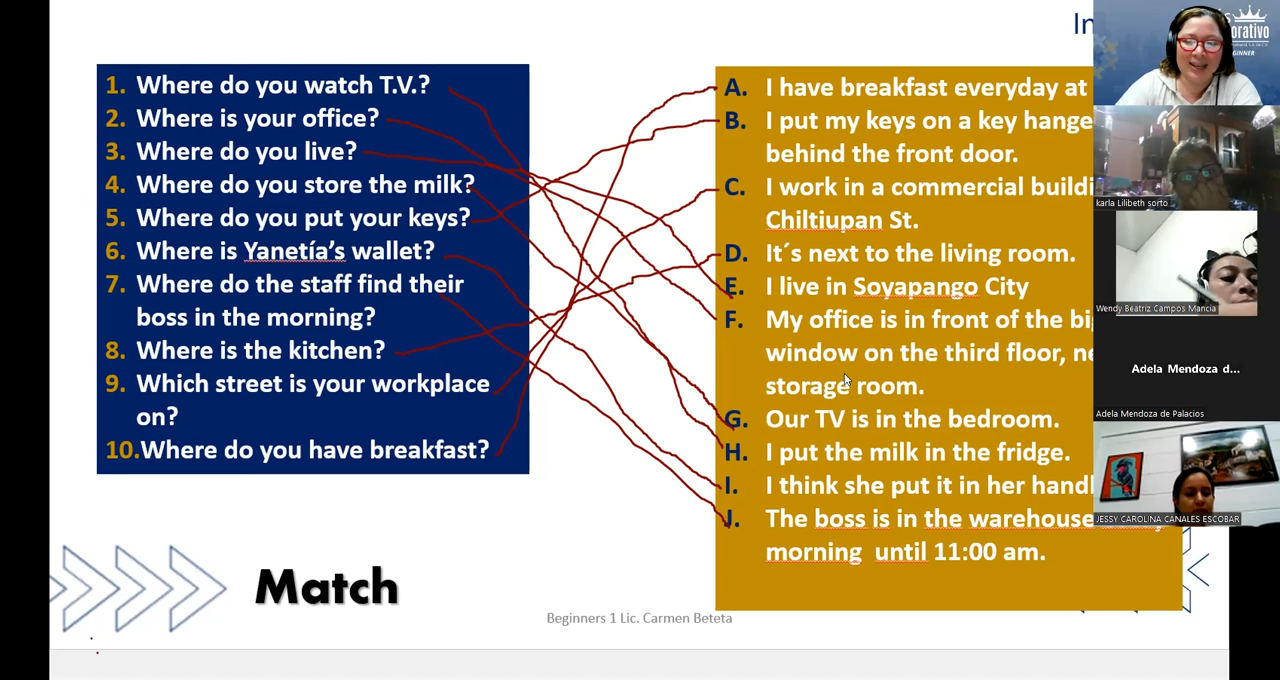 1. Where do you watch T.V.?
2. Where is your office?
3. Where do you live?
4. Where do you store the milk?
5. Where do you put your keys?
6. Where is Yanetía's wallet?
7. Where do the staff find their
boss in the morning?
8. Where is the kitchen?
9. Which street is your workplace
on?
10.Where do you have breakfast?
A. I have breakfast everyday at
B. I put my keys on a key
behind the front door.
C. I work in a commercial
Chiltiupan St.
D. It´s next to the living room.
E. I live in Soyapango City
F. My office is in front of the
window on the third floor,
storage room.
G. Our TV is in the bedroom.
H. I put the milk in the fridge.
I. I think she put it in her
J. The boss is in the warehouse
morning until 11:00 am.
Match
Beginners 1 Lic. Carmen Beteta
karla Lilibeth sorto
Wendy Beatriz Campos Mancia
Adela Mendoza d...
Adela Mendoza de Palacios
JESSY CAROLINA CANALES ESCOBAR